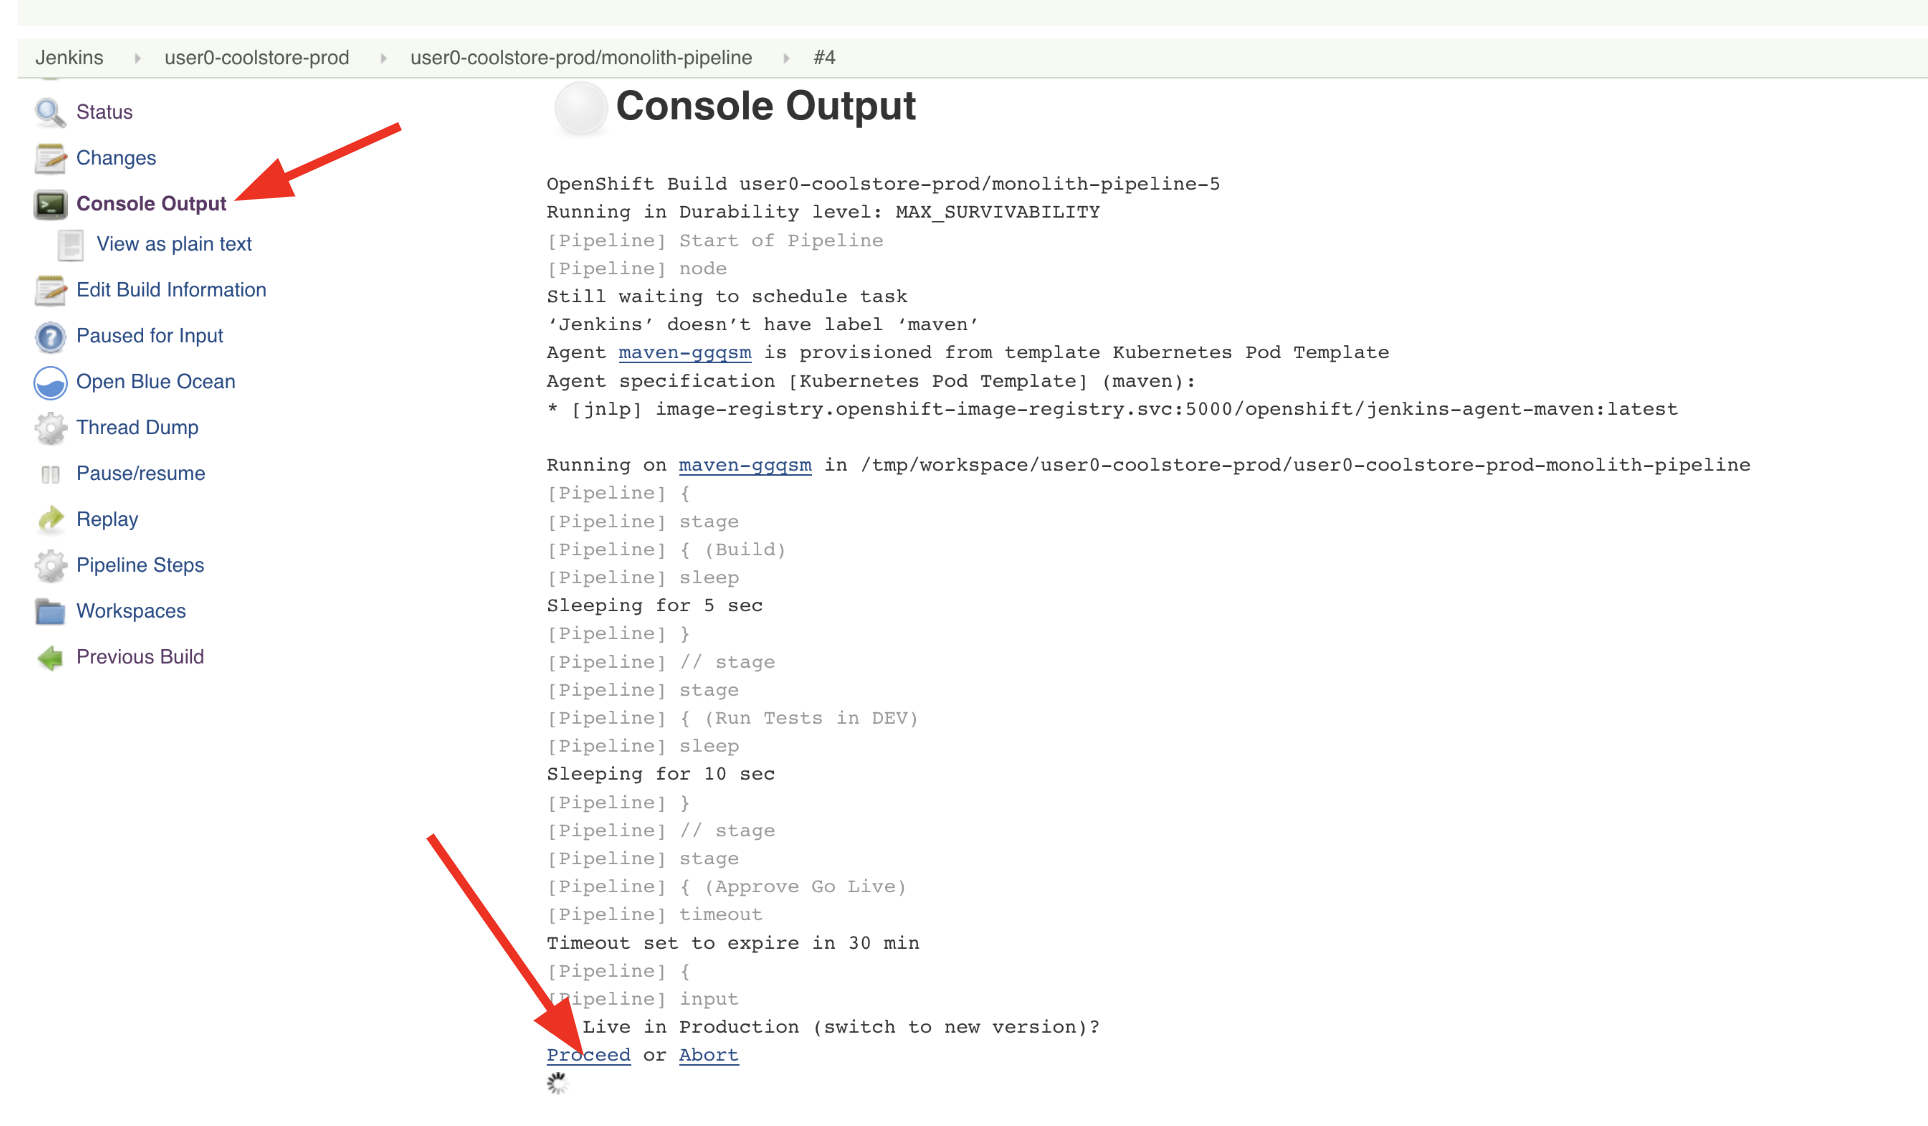 Jenkins user0-coolstore-prod user0-coolstore-prod/monolith-pipeline #4
Status
Changes
Console Output
View as plain text
Edit Build Information
Paused for Input
Open Blue Ocean
Thread Dump
Pause/resume
Replay
Pipeline Steps
Workspaces
Previous Build
Console Output
OpenShift Build user0-coolstore-prod/monolith-pipeline-5
Running in Durability level: MAX_SURVIVABILITY
[Pipeline] Start of Pipeline
[Pipeline] node
Still waiting to schedule task
‘Jenkins’ doesn’t have label ‘maven’
Agent maven-ggqsm is provisioned from template Kubernetes Pod Template
Agent specification [Kubernetes Pod Template] (maven):
* [jnlp] image-registry.openshift-image-registry.svc:5000/openshift/jenkins-agent-maven:latest
Running on maven-ggqsm in /tmp/workspace/user0-coolstore-prod/user0-coolstore-prod-monolith-pipeline
[Pipeline] {
[Pipeline] stage
[Pipeline] { (Build)
[Pipeline] sleep
Sleeping for 5 sec
[Pipeline] }
[Pipeline] // stage
[Pipeline] stage
[Pipeline] { (Run Tests in DEV)
[Pipeline] sleep
Sleeping for 10 sec
[Pipeline] }
[Pipeline] // stage
[Pipeline] stage
[Pipeline] { (Approve Go Live)
[Pipeline] timeout
Timeout set to expire in 30 min
[Pipeline] {
[Pipeline] input
Live in Production (switch to new version)?
Proceed or Abort